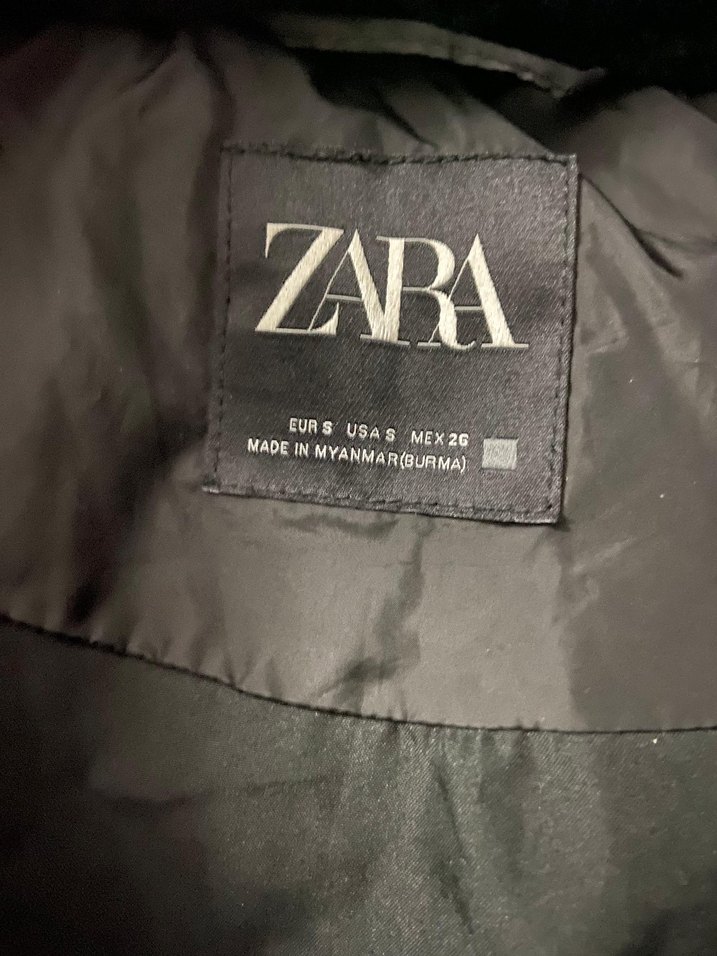 ZARA
EUR S USA S MEX 26
MADE IN MYANMAR(BURMA)